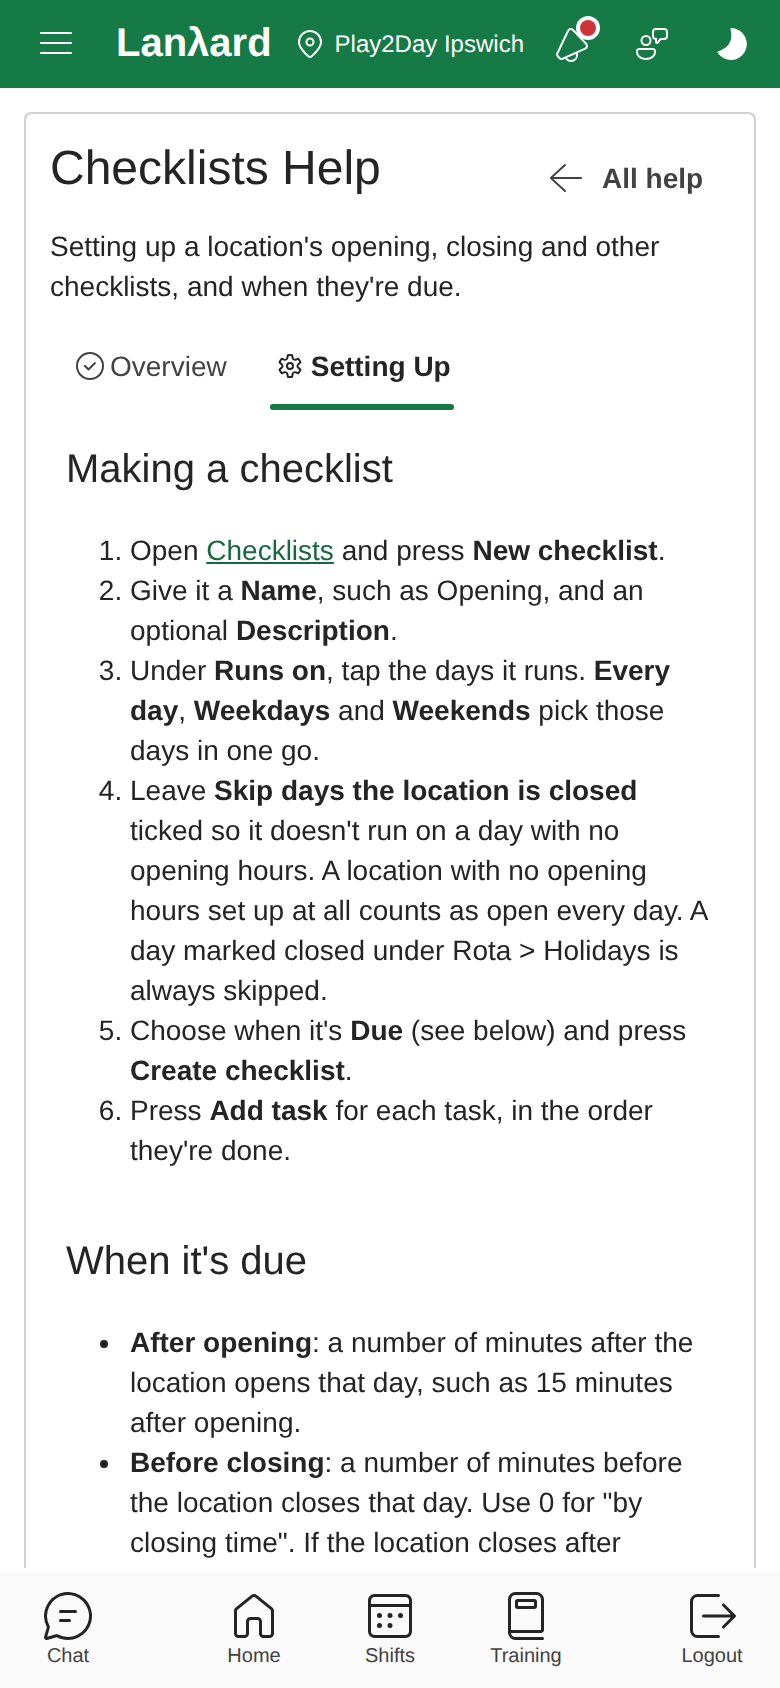 Lanλard
Play2Day Ipswich
Checklists Help
All help
Setting up a location's opening, closing and other
checklists, and when they're due.
Overview
Setting Up
Making a checklist
1. Open Checklists and press New checklist.
2. Give it a Name, such as Opening, and an
optional Description.
3. Under Runs on, tap the days it runs. Every
day, Weekdays and Weekends pick those
days in one go.
4. Leave Skip days the location is closed
ticked so it doesn't run on a day with no
opening hours. A location with no opening
hours set up at all counts as open every day. A
day marked closed under Rota > Holidays is
always skipped.
5. Choose when it's Due (see below) and press
Create checklist.
6. Press Add task for each task, in the order
they're done.
When it's due
• After opening: a number of minutes after the
location opens that day, such as 15 minutes
after opening.
• Before closing: a number of minutes before
the location closes that day. Use 0 for "by
closing time". If the location closes after
Chat
Home
Shifts
Training
Logout